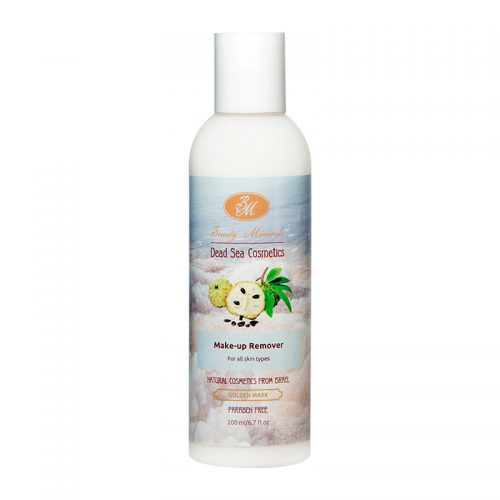 BM
Beauty Minerals
Dead Sea Cosmetics
Make-up Remover
For all skin types
NATURAL COSMETICS FROM ISRAEL
GOLDEN MARK
PARABEN FREE
200 ml/6.7 fl.oz